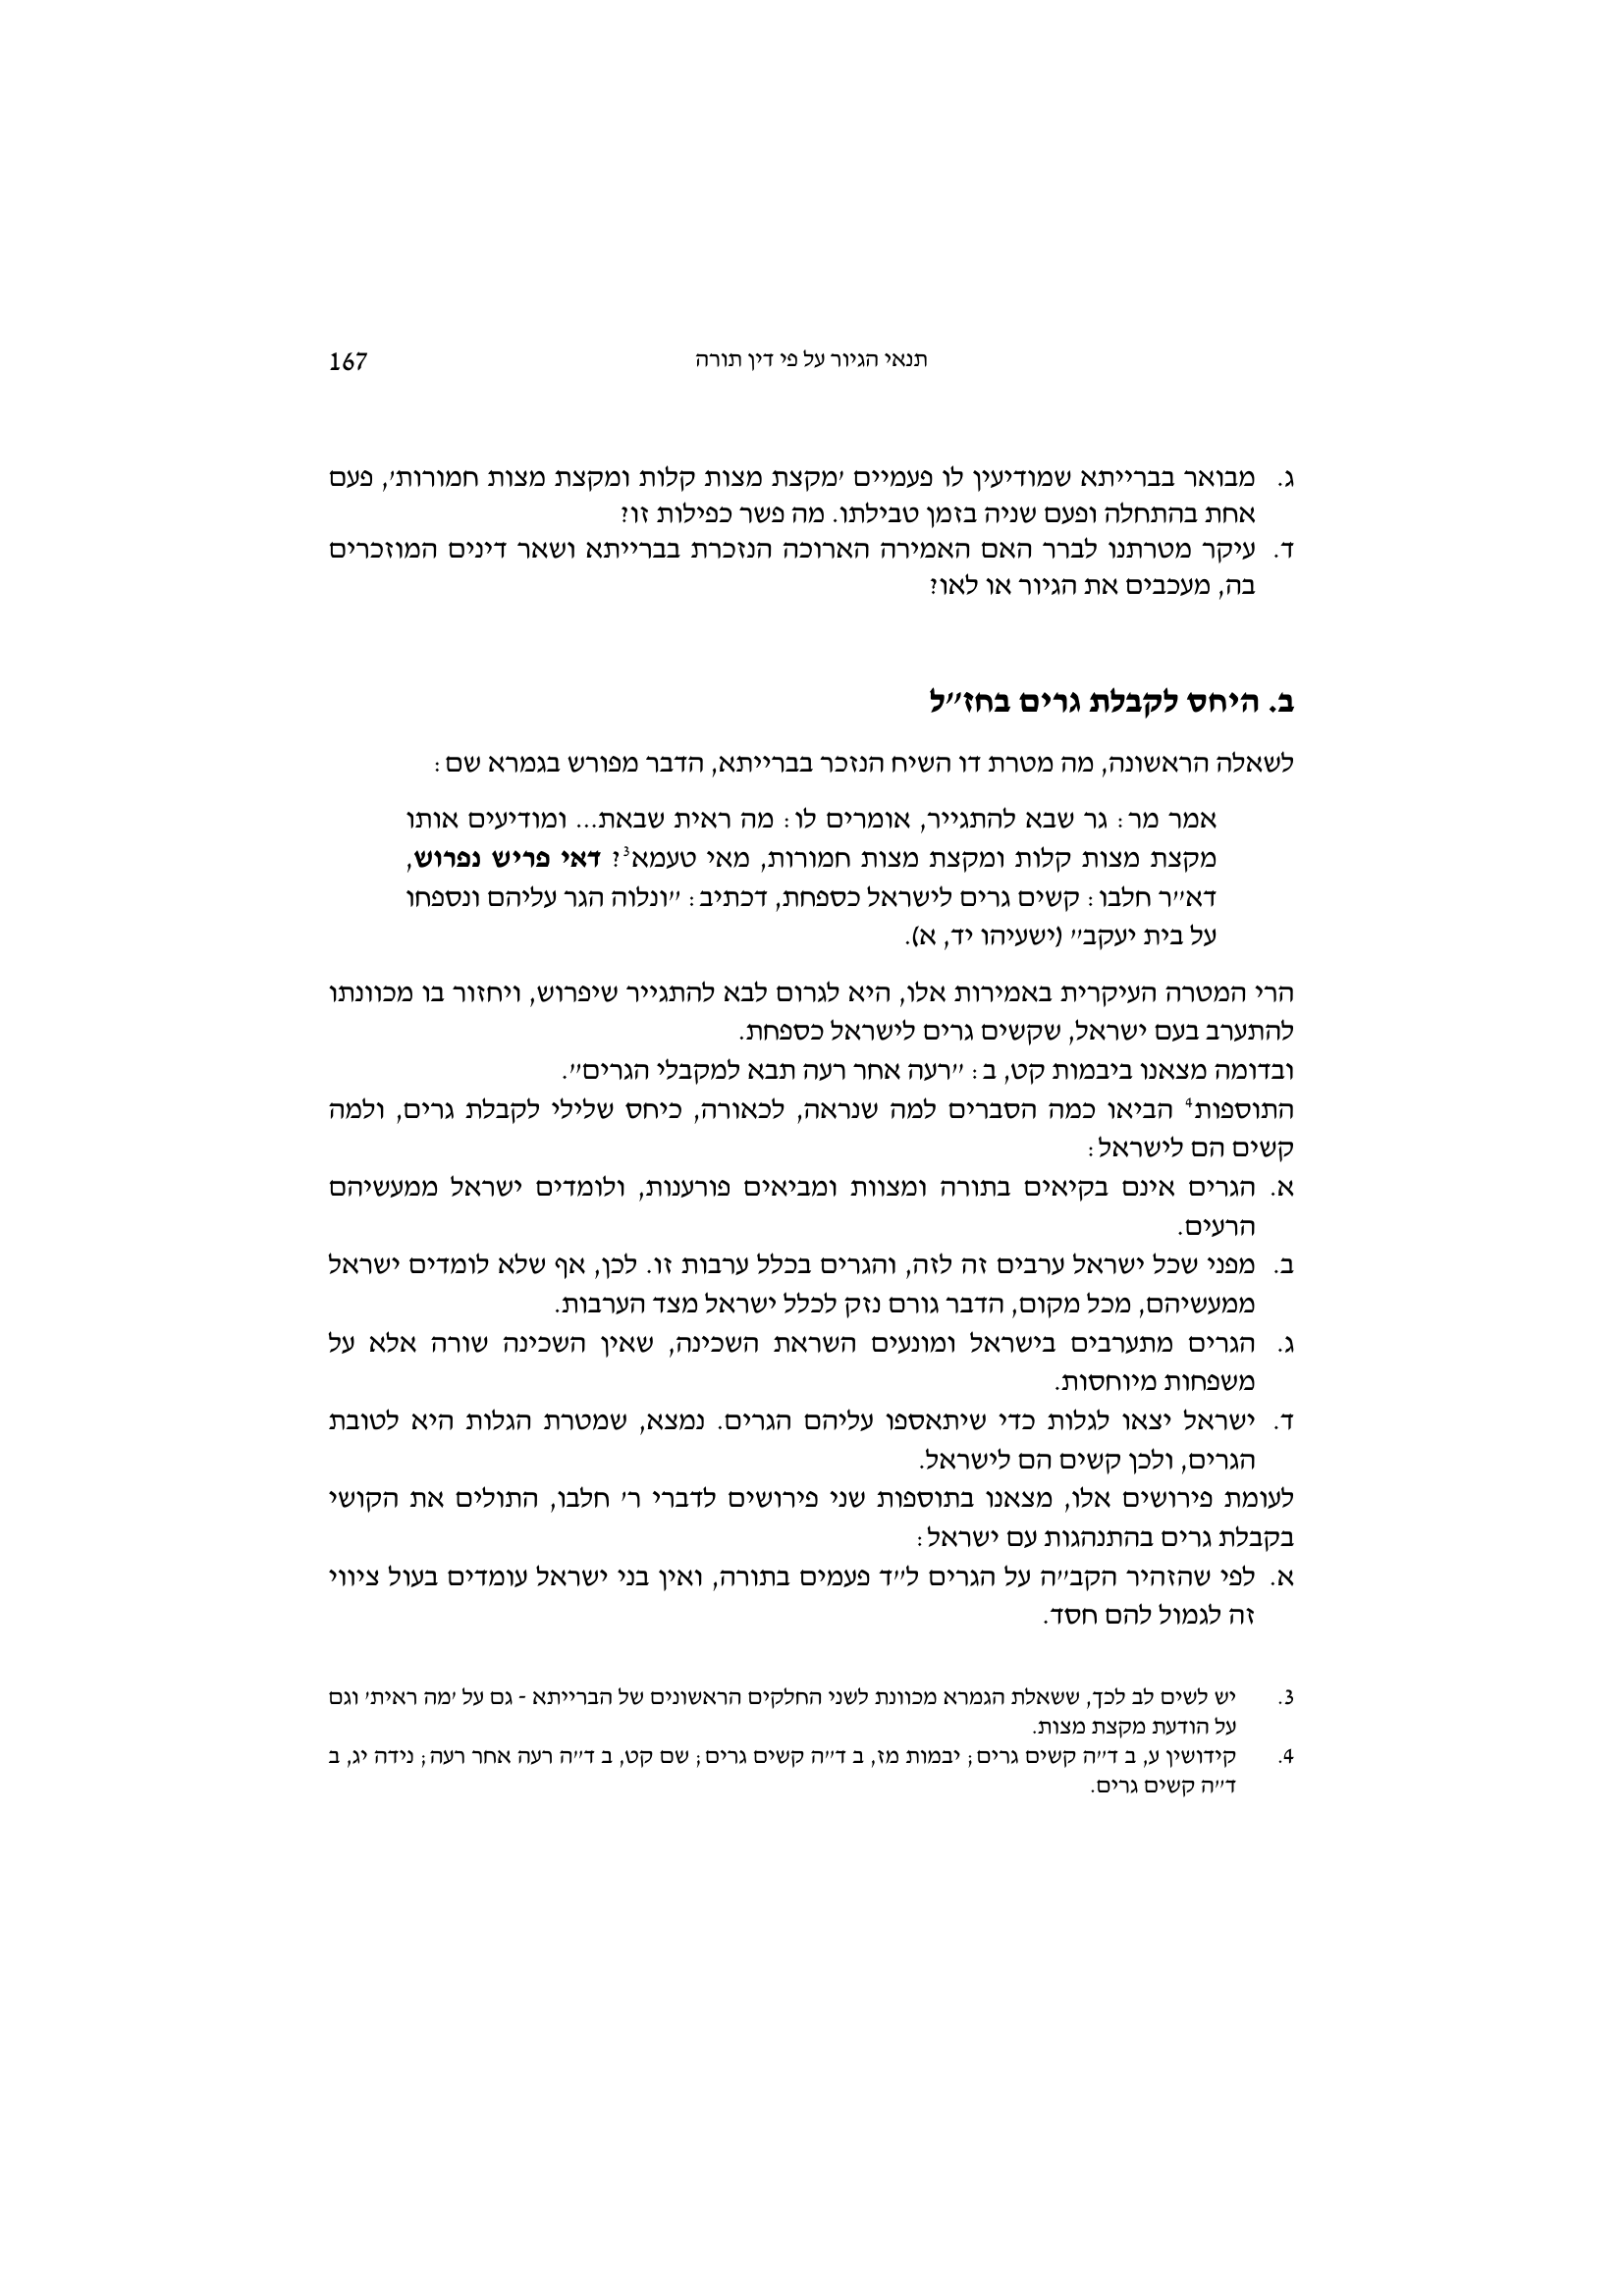 תנאי הגיור על פי דין תורה 167
ג. מבואר בברייתא שמודיעין לו פעמיים 'מקצת מצות קלות ומקצת מצות חמורות', פעם
אחת בהתחלה ופעם שניה בזמן טבילתו. מה פשר כפילות זו?
ד. עיקר מטרתנו לברר האם האמירה הארוכה הנזכרת בברייתא ושאר דינים המוזכרים
בה, מעכבים את הגיור או לאו?
ב. היחס לקבלת גרים בחז"ל
לשאלה הראשונה, מה מטרת דו השיח הנזכר בברייתא, הדבר מפורש בגמרא שם:
אמר מר: גר שבא להתגייר, אומרים לו: מה ראית שבאת... ומודיעים אותו
מקצת מצות קלות ומקצת מצות חמורות, מאי טעמא3? דאי פריש נפרוש,
דא"ר חלבו: קשים גרים לישראל כספחת, דכתיב: "ונלוה הגר עליהם ונספחו
על בית יעקב" (ישעיהו יד, א).
הרי המטרה העיקרית באמירות אלו, היא לגרום לבא להתגייר שיפרוש, ויחזור בו מכוונתו
להתערב בעם ישראל, שקשים גרים לישראל כספחת.
ובדומה מצאנו ביבמות קט, ב: "רעה אחר רעה תבא למקבלי הגרים".
התוספות4 הביאו כמה הסברים למה שנראה, לכאורה, כיחס שלילי לקבלת גרים, ולמה
קשים הם לישראל:
א. הגרים אינם בקיאים בתורה ומצוות ומביאים פורענות, ולומדים ישראל ממעשיהם
הרעים.
ב. מפני שכל ישראל ערבים זה לזה, והגרים בכלל ערבות זו. לכן, אף שלא לומדים ישראל
ממעשיהם, מכל מקום, הדבר גורם נזק לכלל ישראל מצד הערבות.
ג. הגרים מתערבים בישראל ומונעים השראת השכינה, שאין השכינה שורה אלא על
משפחות מיוחסות.
ד. ישראל יצאו לגלות כדי שיתאספו עליהם הגרים. נמצא, שמטרת הגלות היא לטובת
הגרים, ולכן קשים הם לישראל.
לעומת פירושים אלו, מצאנו בתוספות שני פירושים לדברי ר' חלבו, התולים את הקושי
בקבלת גרים בהתנהגות עם ישראל:
א. לפי שהזהיר הקב"ה על הגרים ל"ד פעמים בתורה, ואין בני ישראל עומדים בעול ציווי
זה לגמול להם חסד.
3. יש לשים לב לכך, ששאלת הגמרא מכוונת לשני החלקים הראשונים של הברייתא - גם על 'מה ראית' וגם
על הודעת מקצת מצות.
4. קידושין ע, ב ד"ה קשים גרים; יבמות מז, ב ד"ה קשים גרים; שם קט, ב ד"ה רעה אחר רעה; נידה יג, ב
ד"ה קשים גרים.